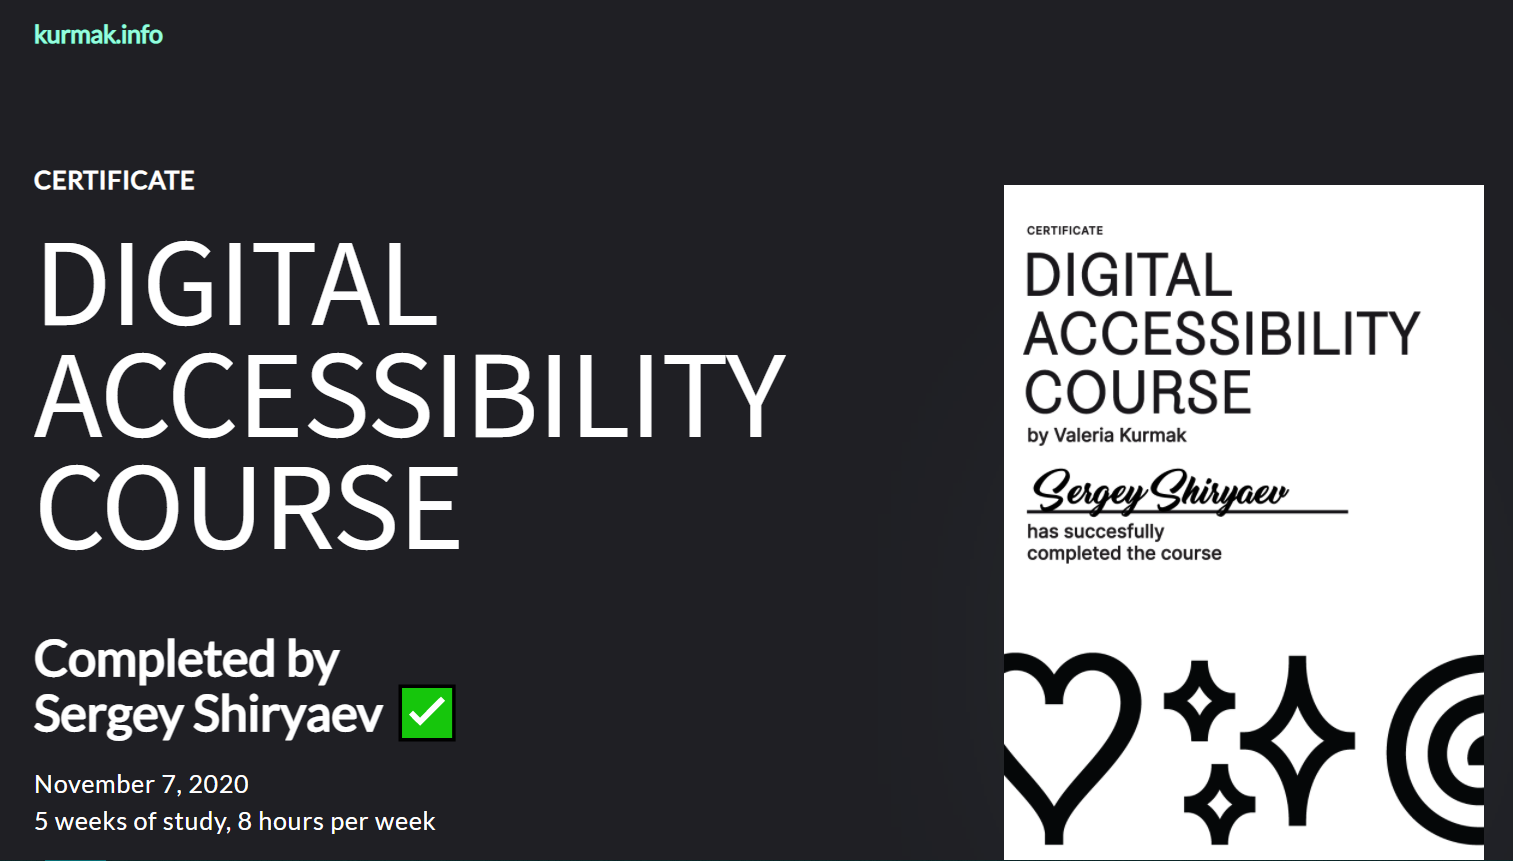 kurmak.info
CERTIFICATE
DIGITAL
ACCESSIBILITY
COURSE
Completed by
Sergey Shiryaev
November 7, 2020
5 weeks of study, 8 hours per week
CERTIFICATE
DIGITAL
ACCESSIBILITY
COURSE
by Valeria Kurmak
Sergey Shiryaev
has succesfully
completed the course